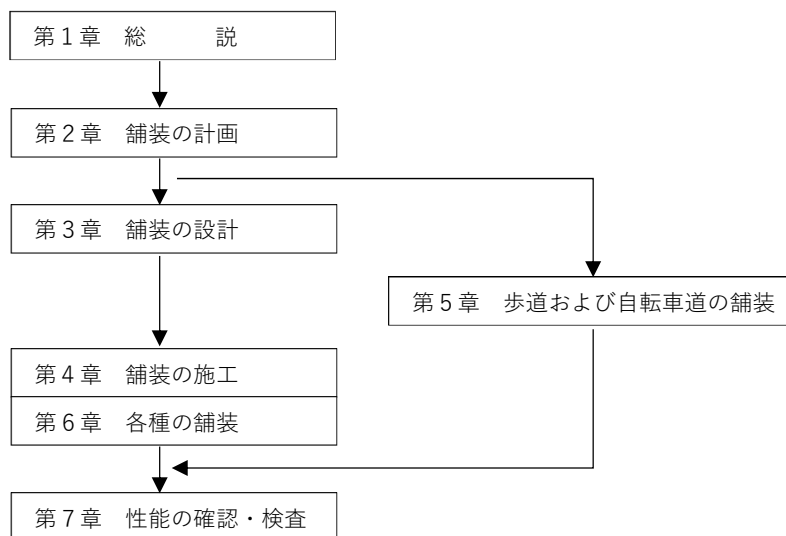 第1章　総　　　説
第2章　舗装の計画
第3章　舗装の設計
第5章　歩道および自転車道の舗装
第4章　舗装の施工
第6章　各種の舗装
第7章　性能の確認・検査